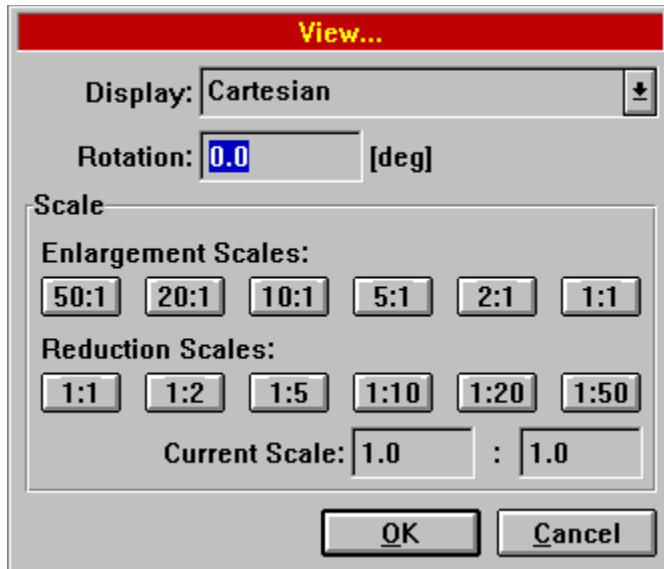 View...
Display: Cartesian
Rotation: 0.0 [deg]
Scale
Enlargement Scales:
50:1 20:1 10:1 5:1 2:1 1:1
Reduction Scales:
1:1 1:2 1:5 1:10 1:20 1:50
Current Scale: 1.0 : 1.0
OK Cancel